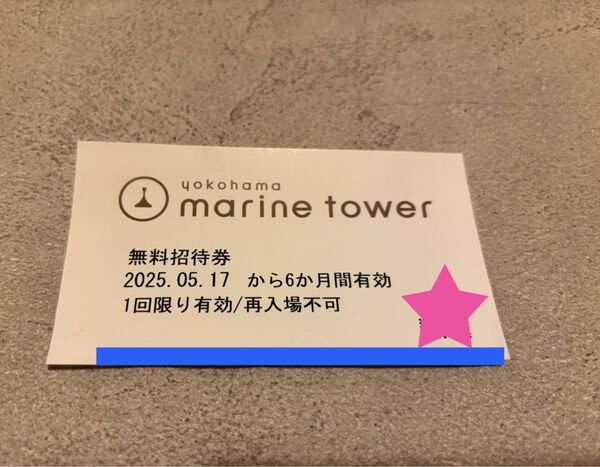 yokohama
marine tower
無料招待券
2025.05.17 から6か月間有効
1回限り有効/再入場不可